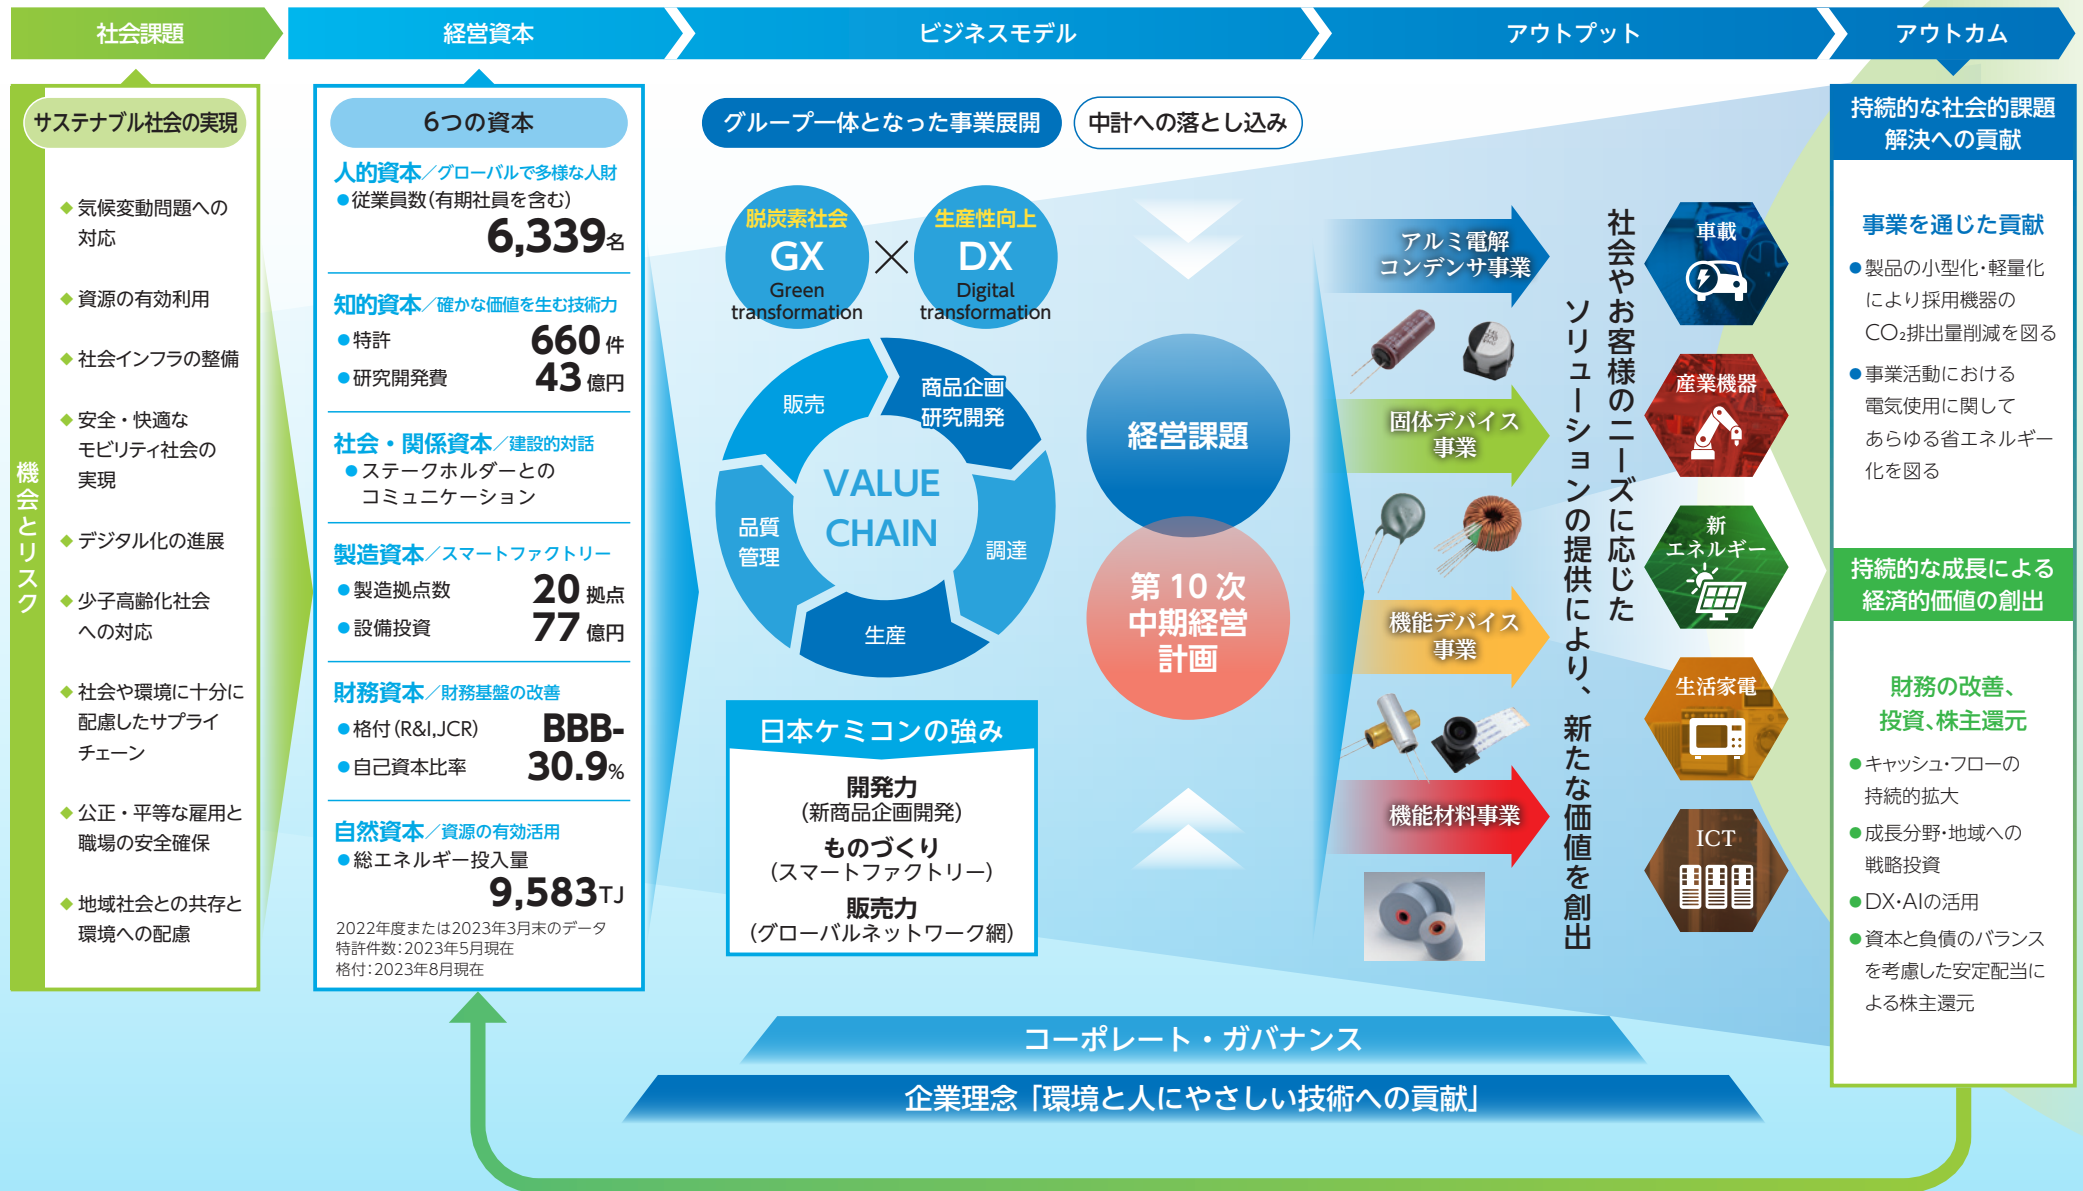 社会課題
経営資本
ビジネスモデル
アウトプット
アウトカム
機会とリスク
サステナブル社会の実現
◆気候変動問題への
対応
◆資源の有効利用
◆社会インフラの整備
◆安全・快適な
モビリティ社会の
実現
◆デジタル化の進展
◆少子高齢化社会
への対応
◆社会や環境に十分に
配慮したサプライ
チェーン
◆公正・平等な雇用と
職場の安全確保
◆地域社会との共存と
環境への配慮
6つの資本
人的資本／グローバルで多様な人財
●従業員数(有期社員を含む)
6,339名
知的資本／確かな価値を生む技術力
●特許 660件
●研究開発費 43億円
社会・関係資本／建設的対話
●ステークホルダーとの
コミュニケーション
製造資本／スマートファクトリー
●製造拠点数 20拠点
●設備投資 77億円
財務資本／財務基盤の改善
●格付(R&I,JCR) BBB-
●自己資本比率 30.9%
自然資本／資源の有効活用
●総エネルギー投入量
9,583TJ
2022年度または2023年3月末のデータ
特許件数：2023年5月現在
格付：2023年8月現在
グループ一体となった事業展開
中計への落とし込み
脱炭素社会
GX
Green
transformation
×
生産性向上
DX
Digital
transformation
販売
商品企画
研究開発
調達
生産
品質
管理
VALUE
CHAIN
日本ケミコンの強み
開発力
(新商品企画開発)
ものづくり
(スマートファクトリー)
販売力
(グローバルネットワーク網)
経営課題
第10次
中期経営
計画
アルミ電解
コンデンサ事業
固体デバイス
事業
機能デバイス
事業
機能材料事業
社会やお客様のニーズに応じた
ソリューションの提供により、新たな価値を創出
車載
産業機器
新
エネルギー
生活家電
ICT
持続的な社会的課題
解決への貢献
事業を通じた貢献
●製品の小型化・軽量化
により採用機器の
CO₂排出量削減を図る
●事業活動における
電気使用に関して
あらゆる省エネルギー
化を図る
持続的な成長による
経済的価値の創出
財務の改善、
投資、株主還元
●キャッシュ・フローの
持続的拡大
●成長分野・地域への
戦略投資
●DX・AIの活用
●資本と負債のバランス
を考慮した安定配当に
よる株主還元
コーポレート・ガバナンス
企業理念「環境と人にやさしい技術への貢献」